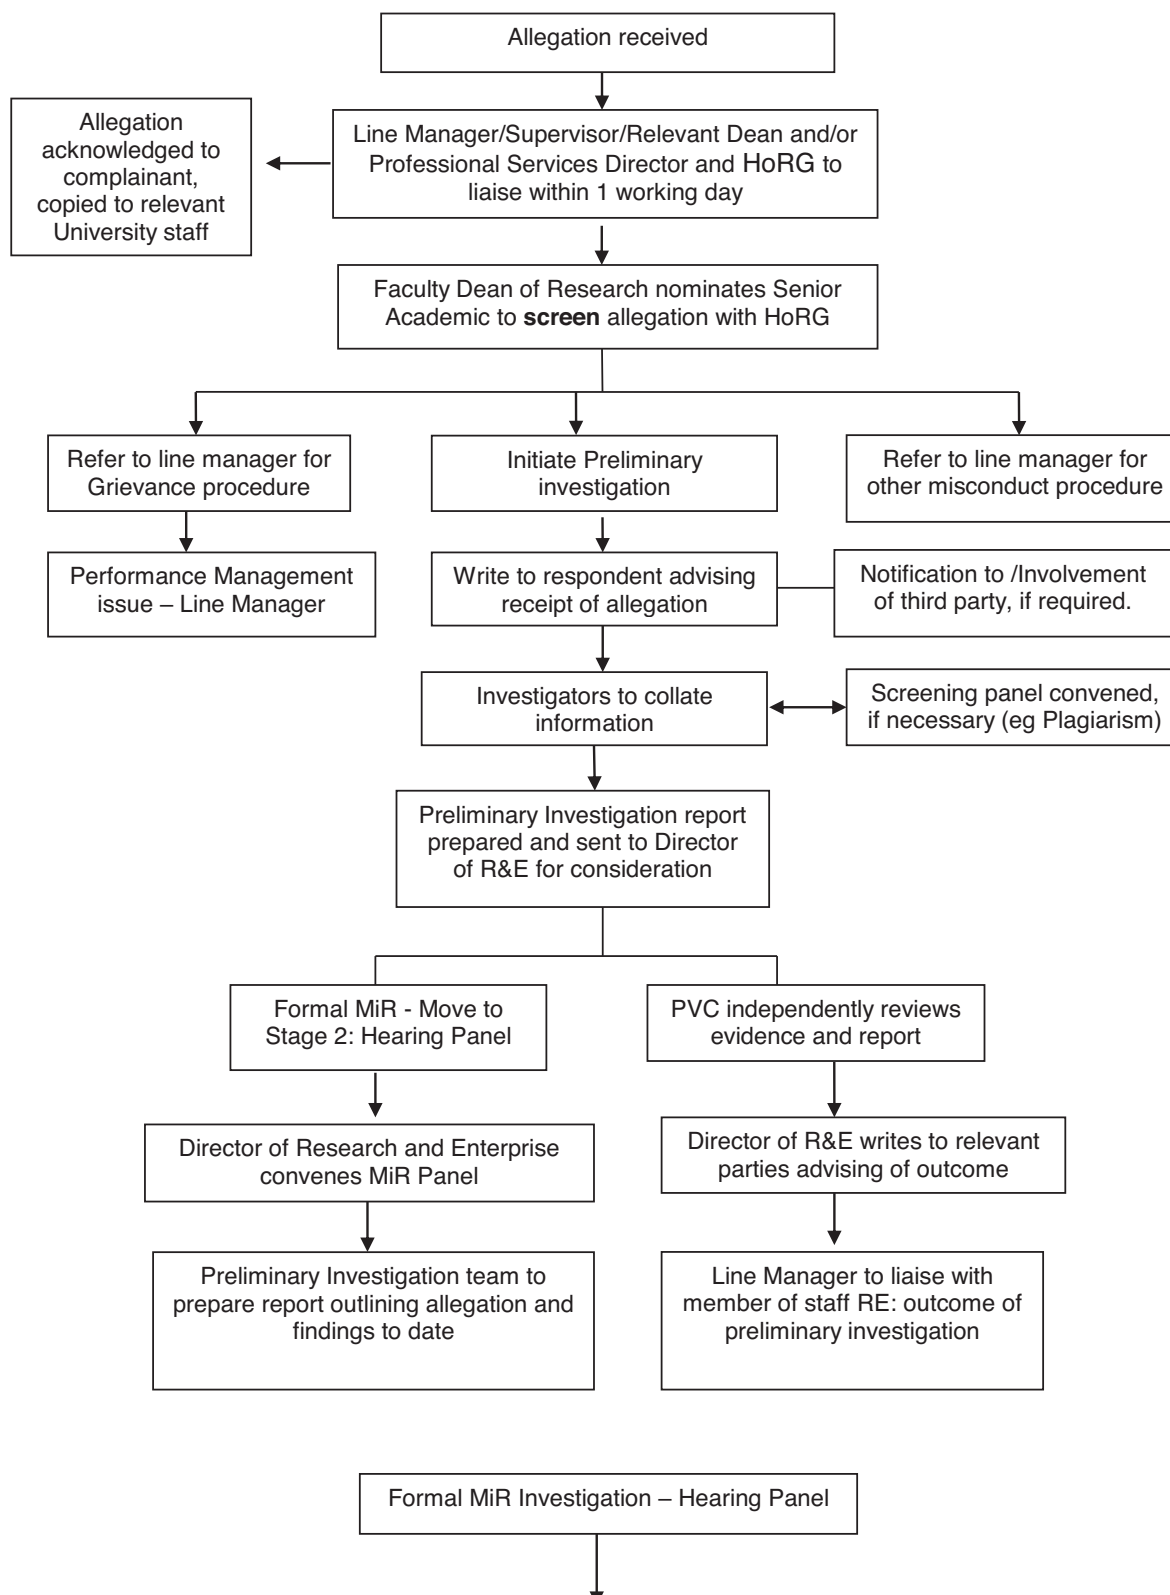 Allegation received
Allegation
acknowledged to
complainant,
copied to relevant
University staff
Line Manager/Supervisor/Relevant Dean and/or
Professional Services Director and HoRG to
liaise within 1 working day
Faculty Dean of Research nominates Senior
Academic to screen allegation with HoRG
Refer to line manager for
Grievance procedure
Initiate Preliminary
investigation
Refer to line manager for
other misconduct procedure
Performance Management
issue – Line Manager
Write to respondent advising
receipt of allegation
Notification to /Involvement
of third party, if required.
Investigators to collate
information
Screening panel convened,
if necessary (eg Plagiarism)
Preliminary Investigation report
prepared and sent to Director
of R&E for consideration
Formal MiR - Move to
Stage 2: Hearing Panel
PVC independently reviews
evidence and report
Director of Research and Enterprise
convenes MiR Panel
Director of R&E writes to relevant
parties advising of outcome
Preliminary Investigation team to
prepare report outlining allegation and
findings to date
Line Manager to liaise with
member of staff RE: outcome of
preliminary investigation
Formal MiR Investigation – Hearing Panel